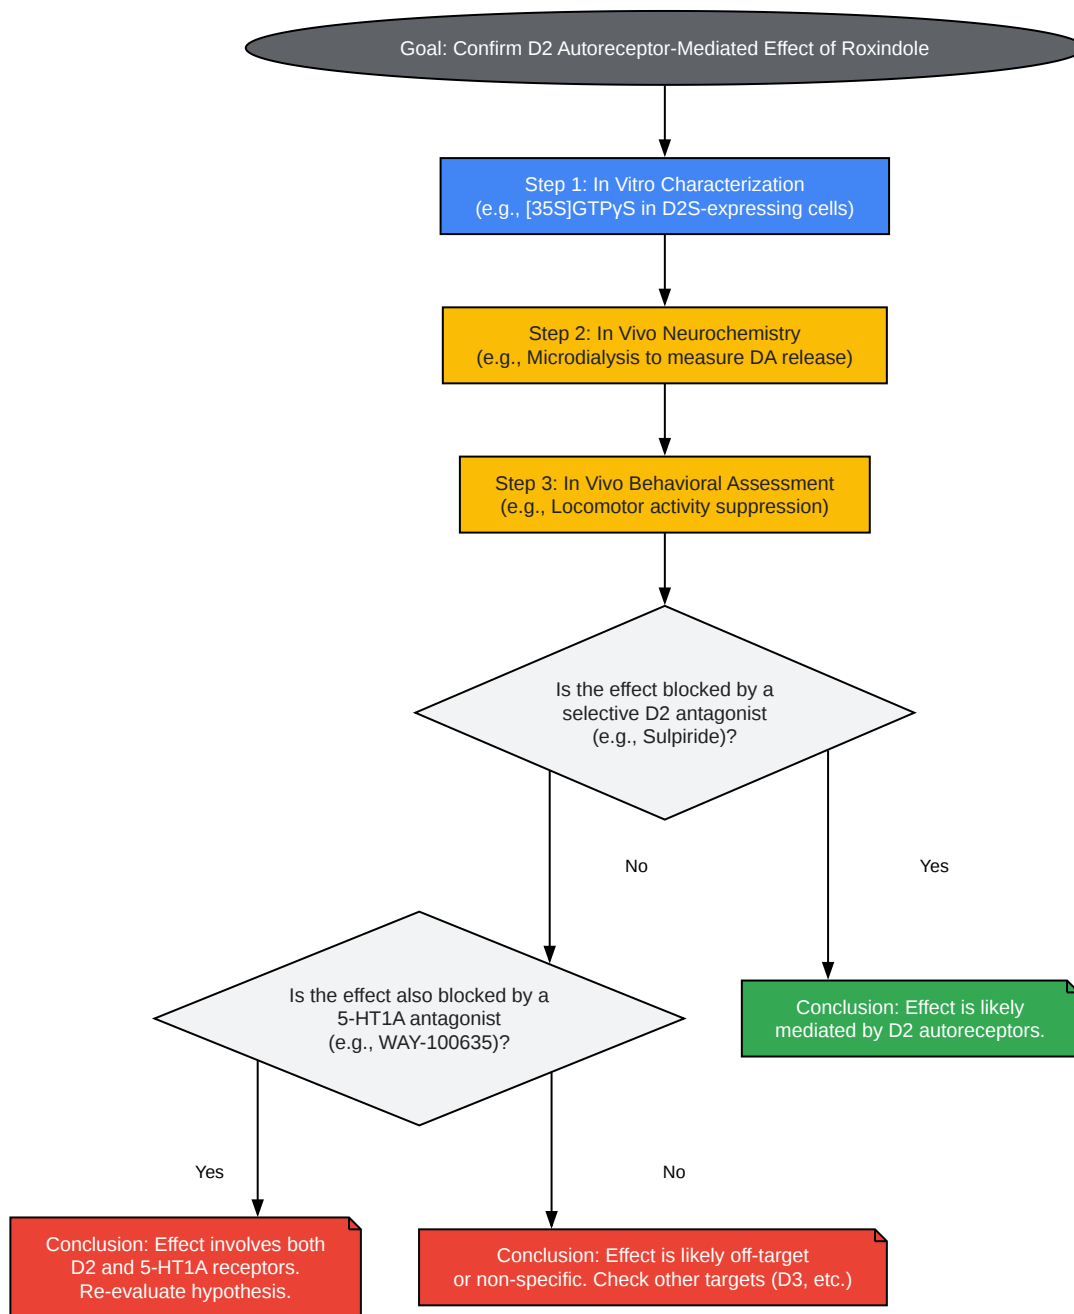 Goal: Confirm D2 Autoreceptor-Mediated Effect of Roxindole
Step 1: In Vitro Characterization
(e.g., [35S]GTPγS in D2S-expressing cells)
Step 2: In Vivo Neurochemistry
(e.g., Microdialysis to measure DA release)
Step 3: In Vivo Behavioral Assessment
(e.g., Locomotor activity suppression)
Is the effect blocked by a
selective D2 antagonist
(e.g., Sulpiride)?
No
Yes
Is the effect also blocked by a
5-HT1A antagonist
(e.g., WAY-100635)?
Conclusion: Effect is likely
mediated by D2 autoreceptors.
Yes
No
Conclusion: Effect involves both
D2 and 5-HT1A receptors.
Re-evaluate hypothesis.
Conclusion: Effect is likely off-target
or non-specific. Check other targets (D3, etc.)